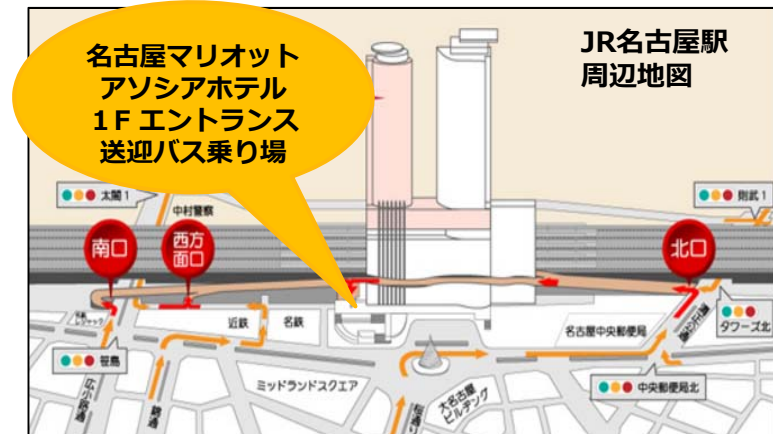 名古屋マリオット
アソシアホテル
1F エントランス
送迎バス乗り場
JR名古屋駅
周辺地図
太閤1
則武1
中村警察
南口
西方
面口
北口
近鉄
名鉄
名古屋中央郵便局
タワーズ北
笹島
ミッドランドスクエア
大名古屋
ビルヂング
中央郵便局北
広小路通
錦通
桜通り